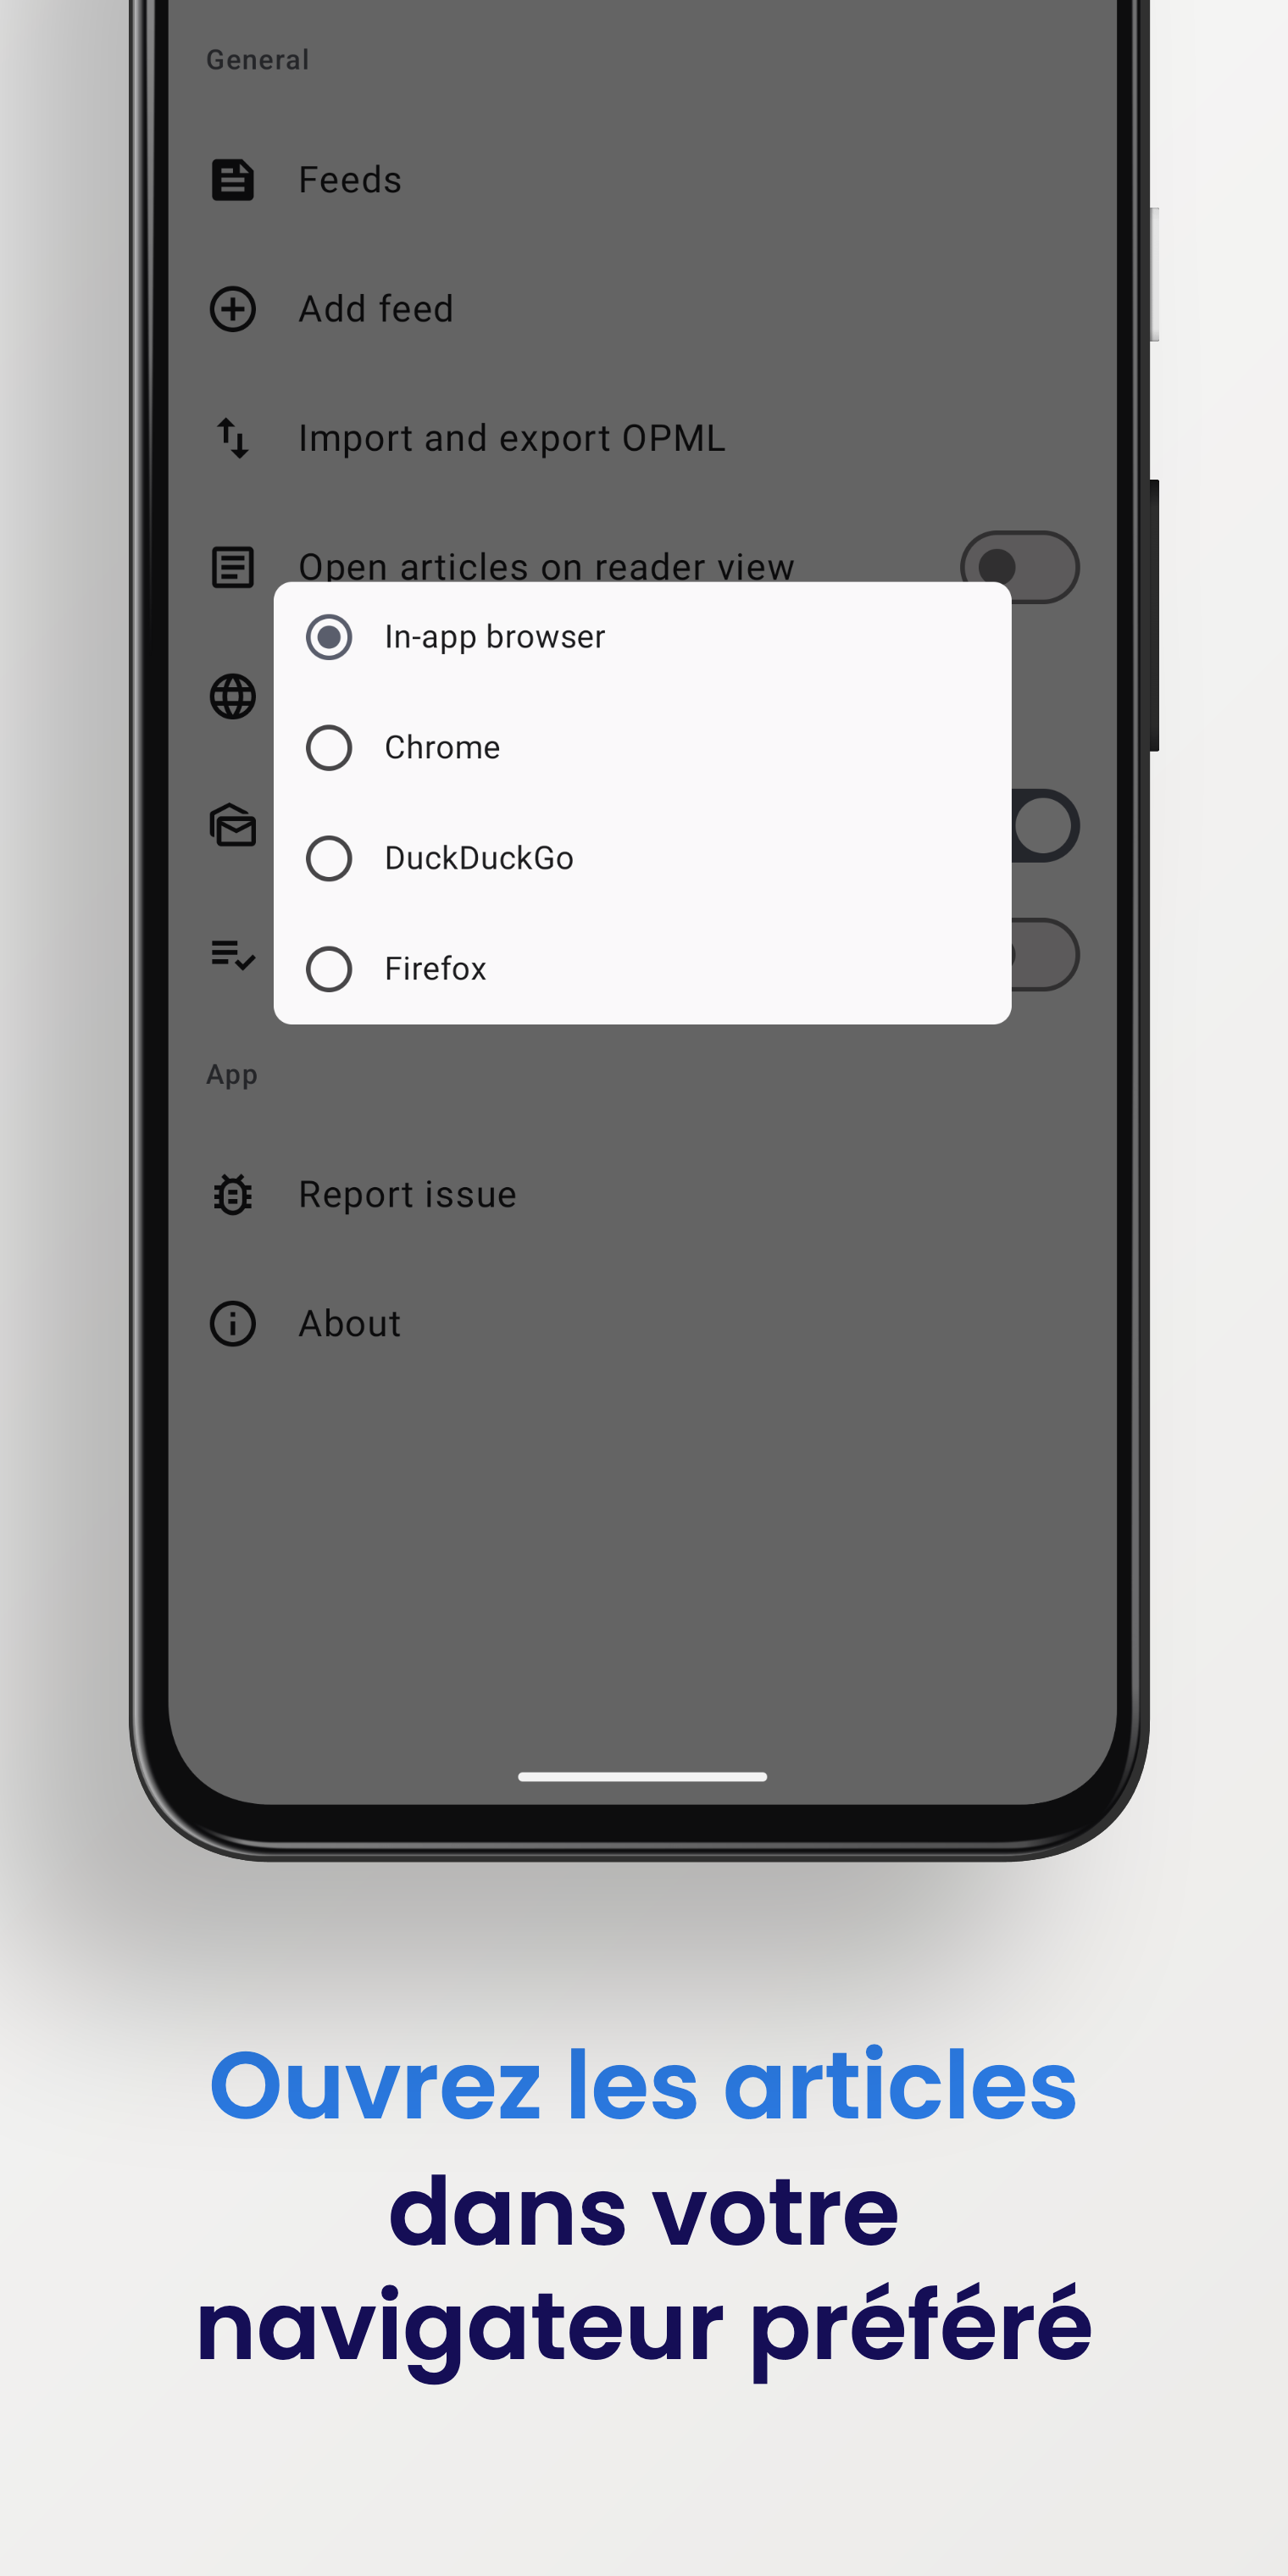 General
Feeds
Add feed
Import and export OPML
Open articles on reader view
In-app browser
Chrome
DuckDuckGo
Firefox
App
Report issue
About
Ouvrez les articles
dans votre
navigateur préféré